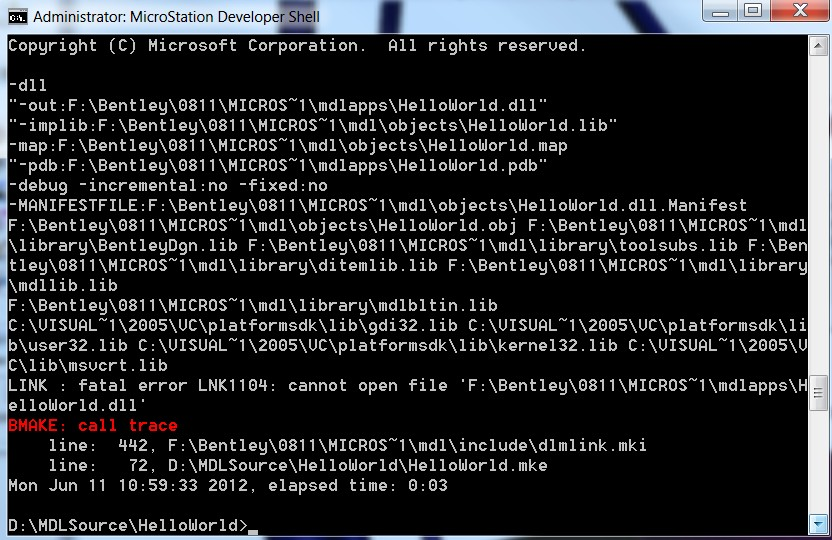 Administrator: MicroStation Developer Shell
Copyright (C) Microsoft Corporation.  All rights reserved.
-dll
"-out:F:\Bentley\0811\MICROS~1\mdlapps\HelloWorld.dll"
"-implib:F:\Bentley\0811\MICROS~1\mdl\objects\HelloWorld.lib"
-map:F:\Bentley\0811\MICROS~1\mdl\objects\HelloWorld.map
"-pdb:F:\Bentley\0811\MICROS~1\mdlapps\HelloWorld.pdb"
-debug -incremental:no -fixed:no
-MANIFESTFILE:F:\Bentley\0811\MICROS~1\mdl\objects\HelloWorld.dll.Manifest
F:\Bentley\0811\MICROS~1\mdl\objects\HelloWorld.obj F:\Bentley\0811\MICROS~1\mdl
\library\BentleyDgn.lib F:\Bentley\0811\MICROS~1\mdl\library\toolsubs.lib F:\Ben
tley\0811\MICROS~1\mdl\library\ditemlib.lib F:\Bentley\0811\MICROS~1\mdl\library
\mdllib.lib
F:\Bentley\0811\MICROS~1\mdl\library\mdlbltin.lib
C:\VISUAL~1\2005\VC\platformsdk\lib\gdi32.lib C:\VISUAL~1\2005\VC\platformsdk\li
b\user32.lib C:\VISUAL~1\2005\VC\platformsdk\lib\kernel32.lib C:\VISUAL~1\2005\V
C\lib\msvcrt.lib
LINK : fatal error LNK1104: cannot open file 'F:\Bentley\0811\MICROS~1\mdlapps\H
elloWorld.dll'
BMAKE: call trace
    line:  442, F:\Bentley\0811\MICROS~1\mdl\include\dlmlink.mki
    line:   72, D:\MDLSource\HelloWorld\HelloWorld.mke
Mon Jun 11 10:59:33 2012, elapsed time: 0:03
D:\MDLSource\HelloWorld>_